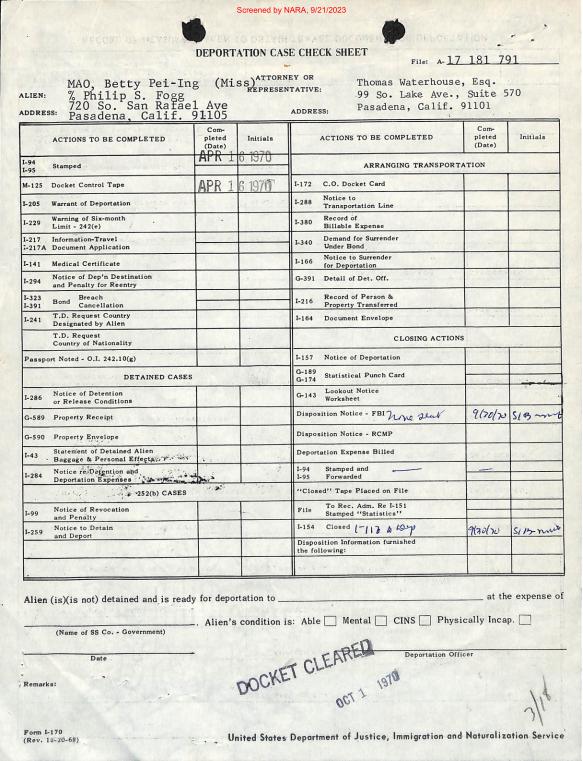 Screened by NARA, 9/21/2023
DEPORTATION CASE CHECK SHEET
File: A- 17 181 791
ALIEN: MAO, Betty Pei-Ing (Miss)
% Philip S. Fogg
ADDRESS: 720 So. San Rafael Ave
Pasadena, Calif. 91105
ATTORNEY OR REPRESENTATIVE: Thomas Waterhouse, Esq.
99 So. Lake Ave., Suite 570
ADDRESS: Pasadena, Calif. 91101
ACTIONS TO BE COMPLETED Completed (Date) Initials
I-94 I-95 Stamped APR 16 1970
M-125 Docket Control Tape APR 16 1970
I-205 Warrant of Deportation
I-229 Warning of Six-month Limit - 242(e)
I-217 Information-Travel
I-217A Document Application
I-141 Medical Certificate
I-294 Notice of Dep'n Destination and Penalty for Reentry
I-323 I-391 Bond Breach Cancellation
I-241 T.D. Request Country Designated by Alien
T.D. Request Country of Nationality
Passport Noted - O.I. 242.10(g)
DETAINED CASES
I-286 Notice of Detention or Release Conditions
G-589 Property Receipt
G-590 Property Envelope
I-43 Statement of Detained Alien Baggage & Personal Effects
I-284 Notice re Detention and Deportation Expenses
252(b) CASES
I-99 Notice of Revocation and Penalty
I-259 Notice to Detain and Deport
ACTIONS TO BE COMPLETED Completed (Date) Initials
ARRANGING TRANSPORTATION
I-172 C.O. Docket Card
I-288 Notice to Transportation Line
I-380 Record of Billable Expense
I-340 Demand for Surrender Under Bond
I-166 Notice to Surrender for Deportation
G-391 Detail of Det. Off.
I-216 Record of Person & Property Transferred
I-164 Document Envelope
CLOSING ACTIONS
I-157 Notice of Deportation
G-189 G-174 Statistical Punch Card
G-143 Lookout Notice Worksheet
Disposition Notice - FBI None sent 9/30/70
Disposition Notice - RCMP
Deportation Expense Billed
I-94 I-95 Stamped and Forwarded
"Closed" Tape Placed on File
File To Rec. Adm. Re I-151 Stamped "Statistics"
I-154 Closed 9/30/70
Disposition Information furnished the following:
Alien (is)(is not) detained and is ready for deportation to at the expense of
. Alien's condition is: Able Mental CINS Physically Incap.
(Name of SS Co. - Government)
Date
Deportation Officer
DOCKET CLEARED
OCT 1 1970
Remarks:
3/18
Form I-170
(Rev. 10-20-68)
United States Department of Justice, Immigration and Naturalization Service